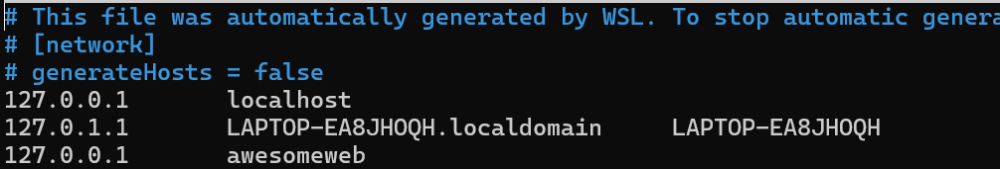 # This file was automatically generated by WSL. To stop automatic genera
# [network]
# generateHosts = false
127.0.0.1 localhost
127.0.1.1 LAPTOP-EA8JHOQH.localdomain LAPTOP-EA8JHOQH
127.0.0.1 awesomeweb